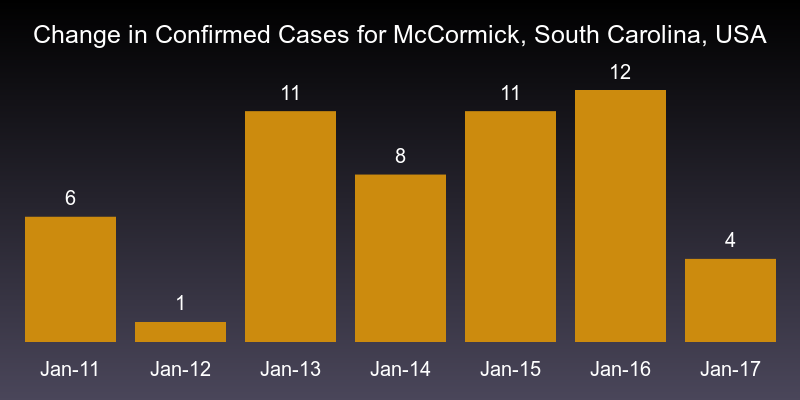 Change in Confirmed Cases for McCormick, South Carolina, USA
6
1
11
8
11
12
4
Jan-11
Jan-12
Jan-13
Jan-14
Jan-15
Jan-16
Jan-17